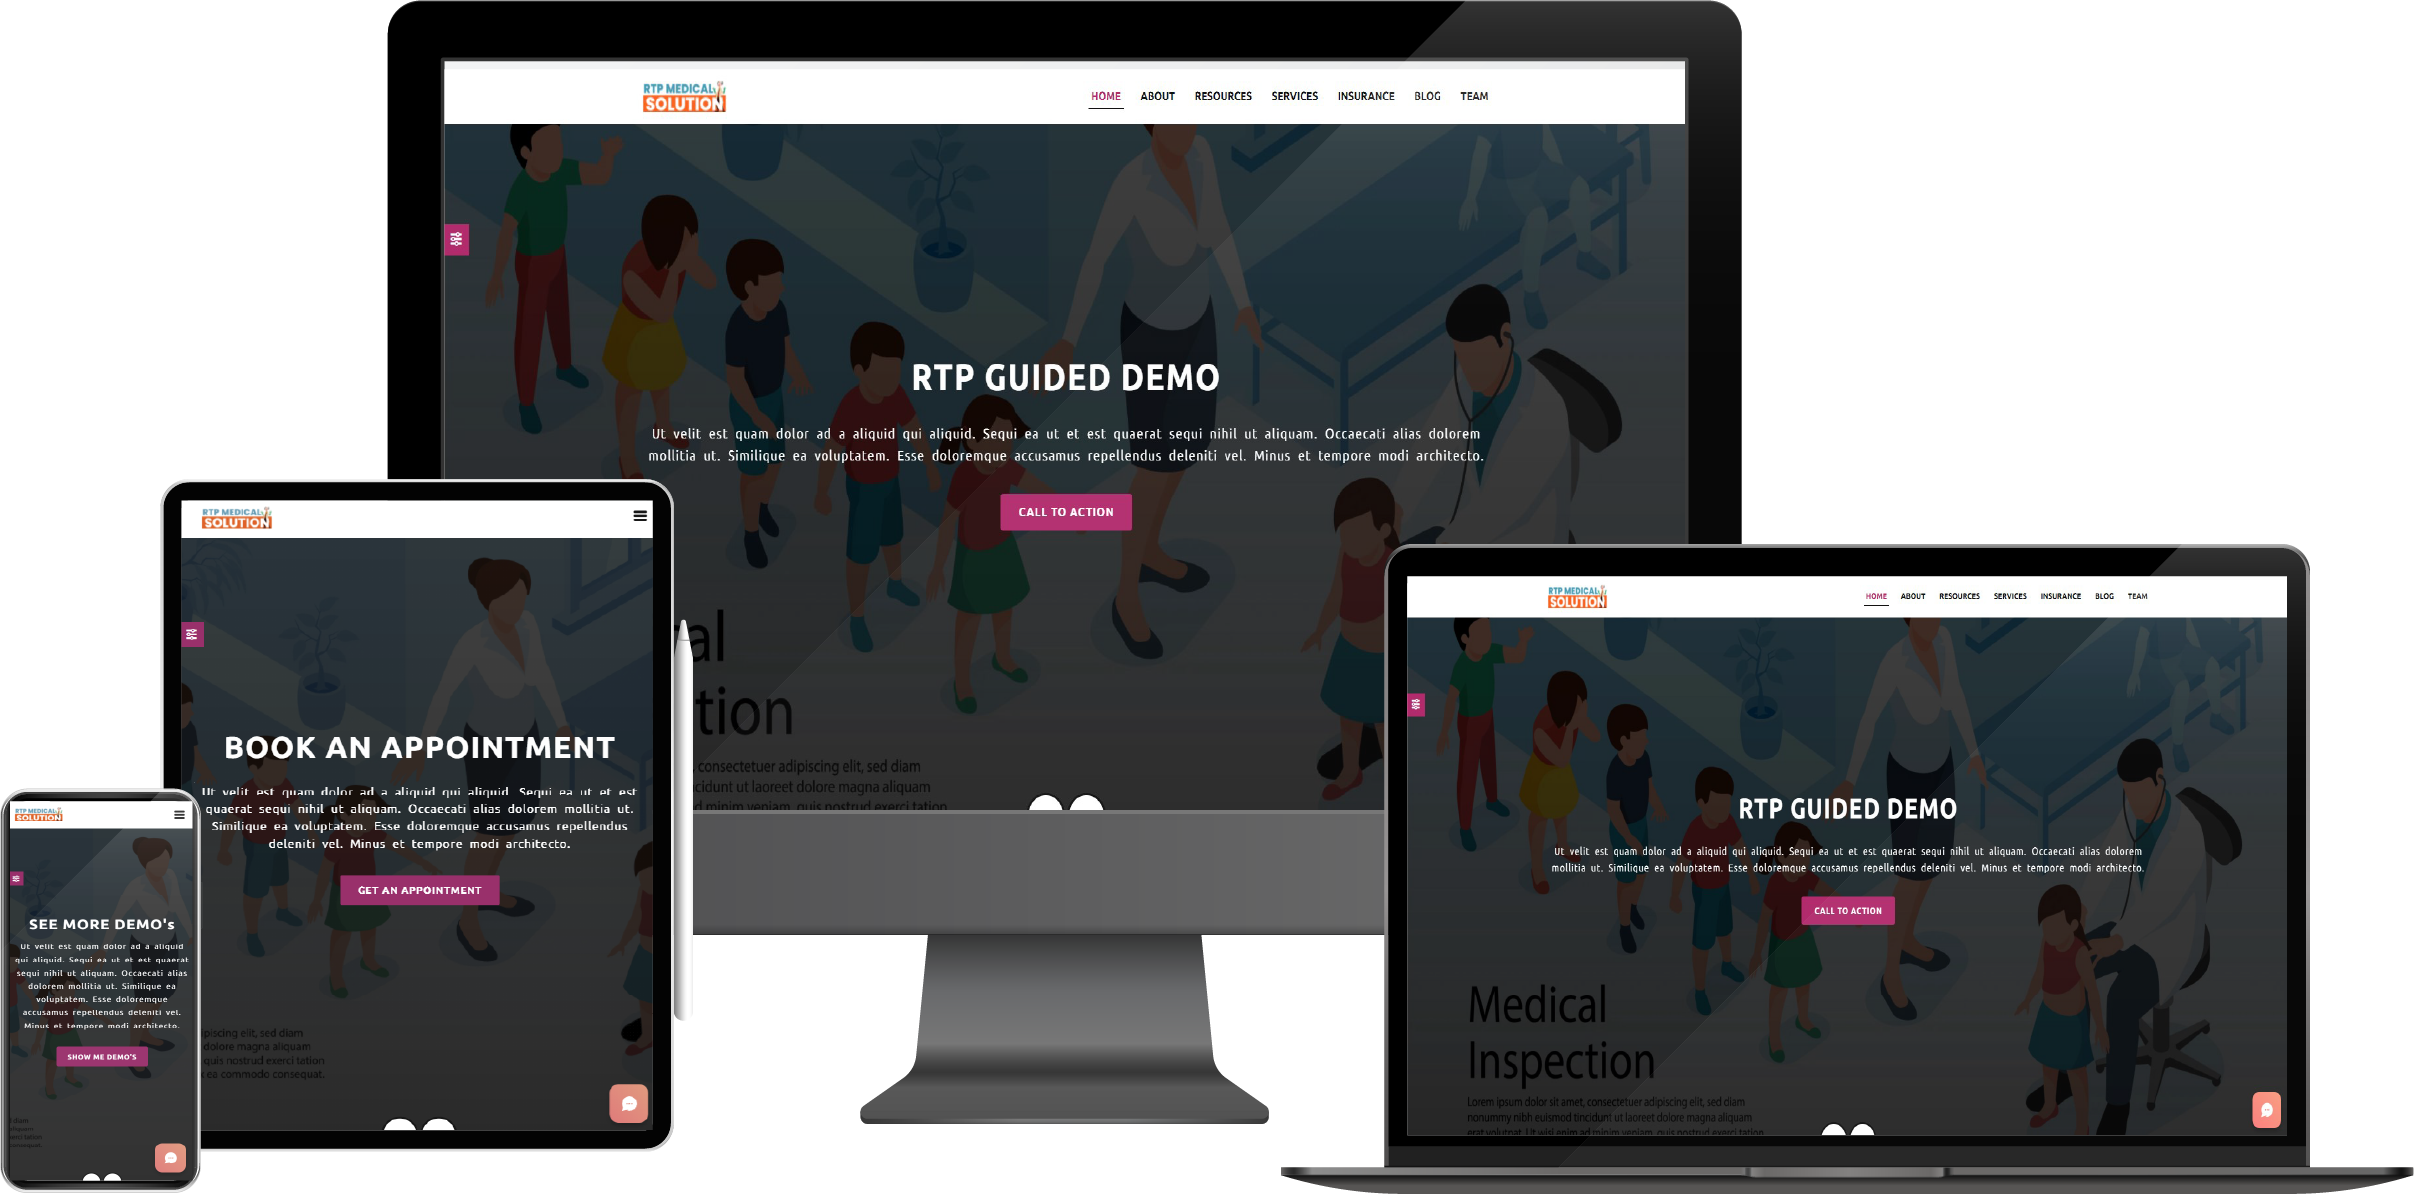 RTP MEDICAL
SOLUTION
HOME ABOUT RESOURCES SERVICES INSURANCE BLOG TEAM
RTP GUIDED DEMO
Ut velit est quam dolor ad a aliquid qui aliquid. Sequi ea ut et est quaerat sequi nihil ut aliquam. Occaecati alias dolorem
mollitia ut. Similique ea voluptatem. Esse doloremque accusamus repellendus deleniti vel. Minus et tempore modi architecto.
CALL TO ACTION
al
tion
, consectetuer adipiscing elit, sed diam
ncidunt ut laoreet dolore magna aliquam
d minim veniam, quis nostrud exerci tation
RTP MEDICAL
SOLUTION
BOOK AN APPOINTMENT
Ut velit est quam dolor ad a aliquid qui aliquid. Sequi ea ut et est
quaerat sequi nihil ut aliquam. Occaecati alias dolorem mollitia ut.
Similique ea voluptatem. Esse doloremque accusamus repellendus
deleniti vel. Minus et tempore modi architecto.
GET AN APPOINTMENT
ipiscing elit, sed diam
dolore magna aliquam
quis nostrud exerci tation
ea commodo consequat.
RTP MEDICAL
SOLUTION
SEE MORE DEMO's
Ut velit est quam dolor ad a aliquid
qui aliquid. Sequi ea ut et est quaerat
sequi nihil ut aliquam. Occaecati alias
dolorem mollitia ut. Similique ea
voluptatem. Esse doloremque
accusamus repellendus deleniti vel.
Minus et tempore modi architecto.
SHOW ME DEMO'S
RTP MEDICAL
SOLUTION
HOME ABOUT RESOURCES SERVICES INSURANCE BLOG TEAM
RTP GUIDED DEMO
Ut velit est quam dolor ad a aliquid qui aliquid. Sequi ea ut et est quaerat sequi nihil ut aliquam. Occaecati alias dolorem
mollitia ut. Similique ea voluptatem. Esse doloremque accusamus repellendus deleniti vel. Minus et tempore modi architecto.
CALL TO ACTION
Medical
Inspection
Lorem ipsum dolor sit amet, consectetuer adipiscing elit, sed diam
nonummy nibh euismod tincidunt ut laoreet dolore magna aliquam
erat volutpat. Ut wisi enim ad minim veniam, quis nostrud exerci tation